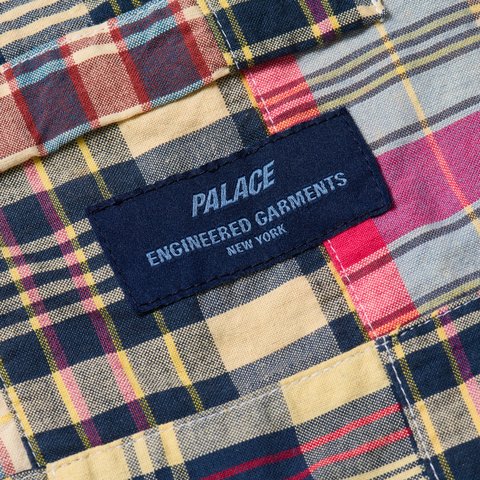 PALACE
ENGINEERED GARMENTS
NEW YORK